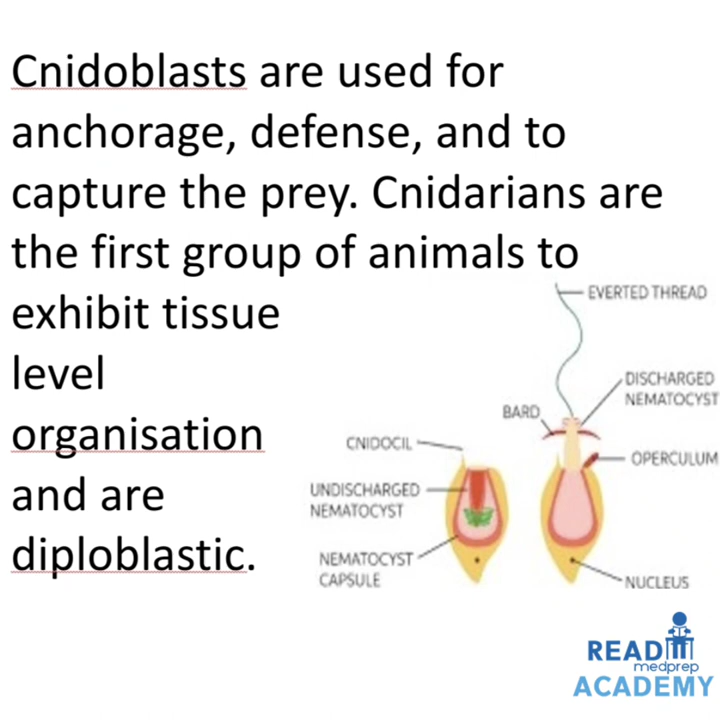 Cnidoblasts are used for
anchorage, defense, and to
capture the prey. Cnidarians are
the first group of animals to
exhibit tissue
level
organisation
and are
diploblastic.
EVERTED THREAD
DISCHARGED
NEMATOCYST
BARD
CNIDOCIL
OPERCULUM
UNDISCHARGED
NEMATOCYST
NEMATOCYST
CAPSULE
NUCLEUS
READ
medprep
ACADEMY